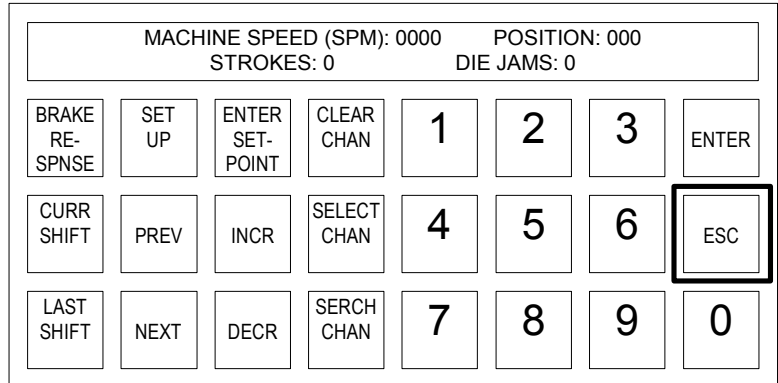 MACHINE SPEED (SPM): 0000 POSITION: 000
STROKES: 0 DIE JAMS: 0
BRAKE
RE-
SPNSE
SET
UP
ENTER
SET-
POINT
CLEAR
CHAN
1
2
3
ENTER
CURR
SHIFT
PREV
INCR
SELECT
CHAN
4
5
6
ESC
LAST
SHIFT
NEXT
DECR
SERCH
CHAN
7
8
9
0